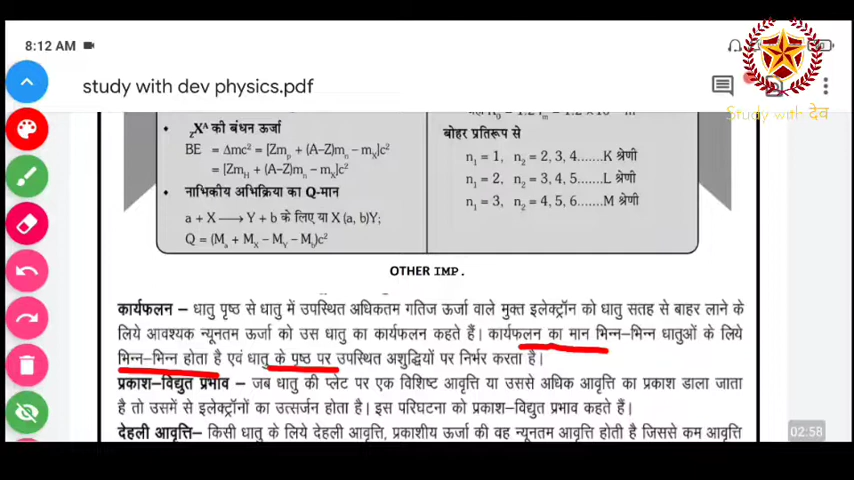 8:12 AM
study with dev physics.pdf
Study with देव
ZXA की बंधन ऊर्जा
BE = Δmc² = [Zmp + (A–Z)mn – mX]c²
= [ZmH + (A–Z)mn – mX]c²
नाभिकीय अभिक्रिया का Q-मान
a + X ⟶ Y + b के लिए या X (a, b)Y;
Q = (Ma + MX – MY – Mb)c²
बोहर प्रतिरूप से
n1 = 1, n2 = 2, 3, 4.......K श्रेणी
n1 = 2, n2 = 3, 4, 5.......L श्रेणी
n1 = 3, n2 = 4, 5, 6.......M श्रेणी
OTHER IMP.
कार्यफलन – धातु पृष्ठ से धातु में उपस्थित अधिकतम गतिज ऊर्जा वाले मुक्त इलेक्ट्रॉन को धातु सतह से बाहर लाने के
लिये आवश्यक न्यूनतम ऊर्जा को उस धातु का कार्यफलन कहते हैं। कार्यफलन का मान भिन्न–भिन्न धातुओं के लिये
भिन्न–भिन्न होता है एवं धातु के पृष्ठ पर उपस्थित अशुद्धियों पर निर्भर करता है।
प्रकाश–विद्युत प्रभाव – जब धातु की प्लेट पर एक विशिष्ट आवृत्ति या उससे अधिक आवृत्ति का प्रकाश डाला जाता
है तो उसमें से इलेक्ट्रॉनों का उत्सर्जन होता है। इस परिघटना को प्रकाश–विद्युत प्रभाव कहते हैं।
देहली आवृत्ति– किसी धातु के लिये देहली आवृत्ति, प्रकाशीय ऊर्जा की वह न्यूनतम आवृत्ति होती है जिससे कम आवृत्ति
02:58